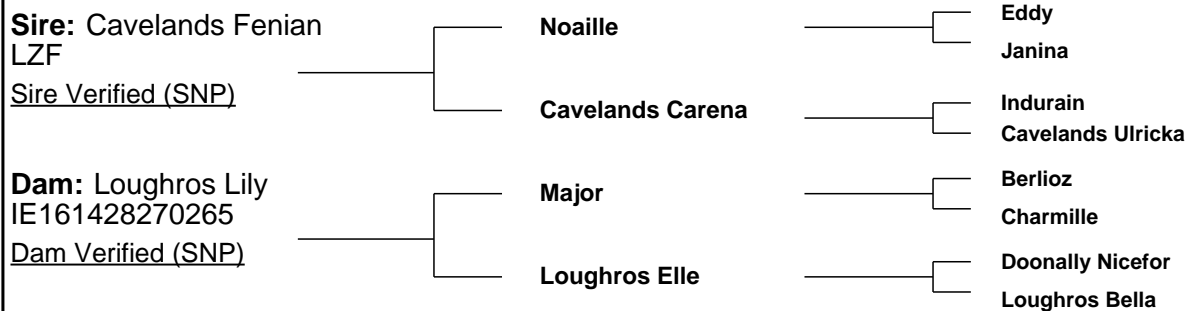 Sire: Cavelands Fenian
LZF
Sire Verified (SNP)
Noaille
Eddy
Janina
Cavelands Carena
Indurain
Cavelands Ulricka
Dam: Loughros Lily
IE161428270265
Dam Verified (SNP)
Major
Berlioz
Charmille
Loughros Elle
Doonally Nicefor
Loughros Bella